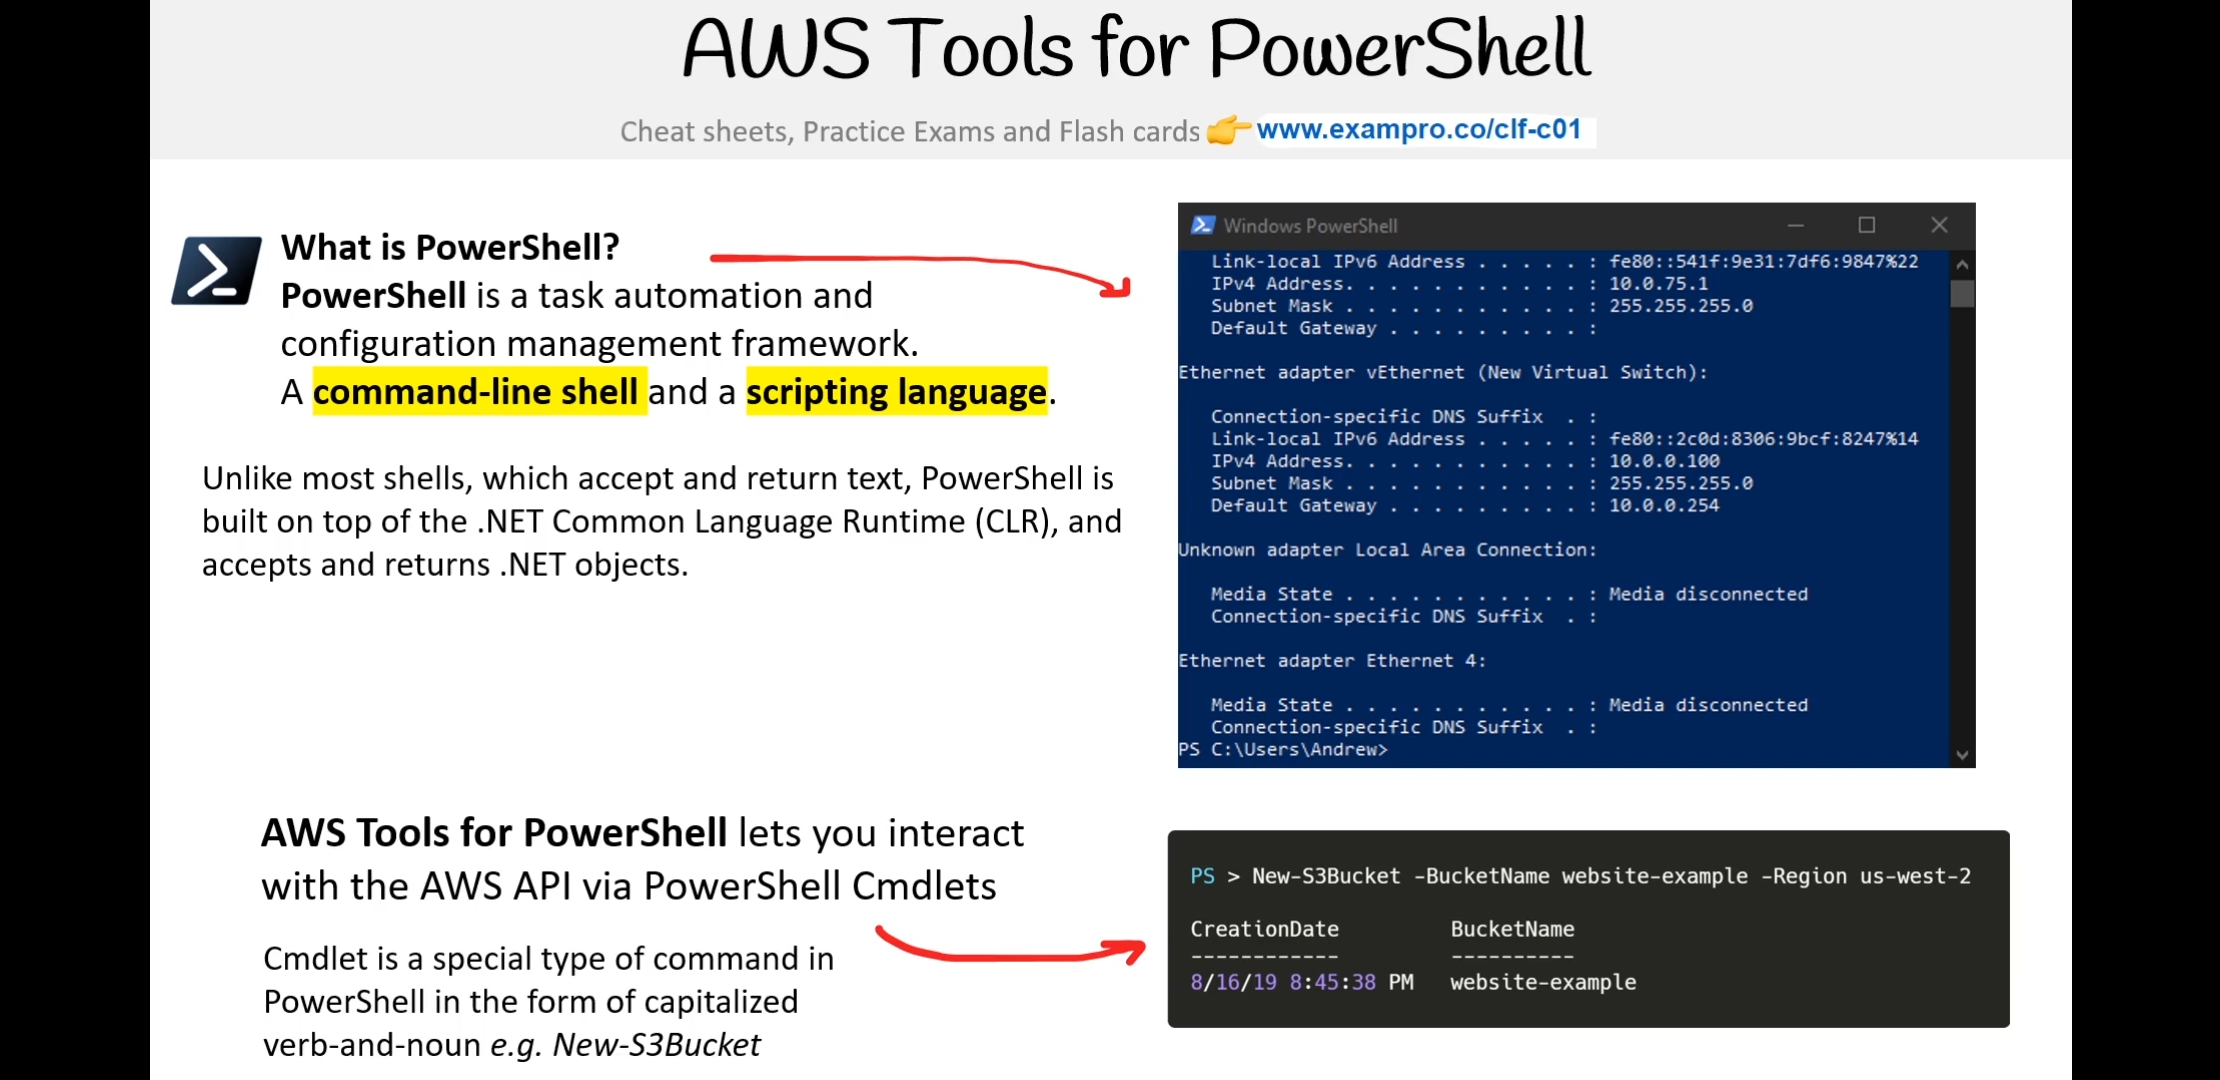 AWS Tools for PowerShell
Cheat sheets, Practice Exams and Flash cards 👉 www.exampro.co/clf-c01
What is PowerShell?
PowerShell is a task automation and
configuration management framework.
A command-line shell and a scripting language.
Unlike most shells, which accept and return text, PowerShell is
built on top of the .NET Common Language Runtime (CLR), and
accepts and returns .NET objects.
Windows PowerShell
Link-local IPv6 Address . . . . . : fe80::541f:9e31:7df6:9847%22
IPv4 Address. . . . . . . . . . . : 10.0.75.1
Subnet Mask . . . . . . . . . . . : 255.255.255.0
Default Gateway . . . . . . . . . :
Ethernet adapter vEthernet (New Virtual Switch):
Connection-specific DNS Suffix  . :
Link-local IPv6 Address . . . . . : fe80::2c0d:8306:9bcf:8247%14
IPv4 Address. . . . . . . . . . . : 10.0.0.100
Subnet Mask . . . . . . . . . . . : 255.255.255.0
Default Gateway . . . . . . . . . : 10.0.0.254
Unknown adapter Local Area Connection:
Media State . . . . . . . . . . . : Media disconnected
Connection-specific DNS Suffix  . :
Ethernet adapter Ethernet 4:
Media State . . . . . . . . . . . : Media disconnected
Connection-specific DNS Suffix  . :
PS C:\Users\Andrew>
AWS Tools for PowerShell lets you interact
with the AWS API via PowerShell Cmdlets
Cmdlet is a special type of command in
PowerShell in the form of capitalized
verb-and-noun e.g. New-S3Bucket
PS > New-S3Bucket -BucketName website-example -Region us-west-2
CreationDate BucketName
------------ ----------
8/16/19 8:45:38 PM website-example